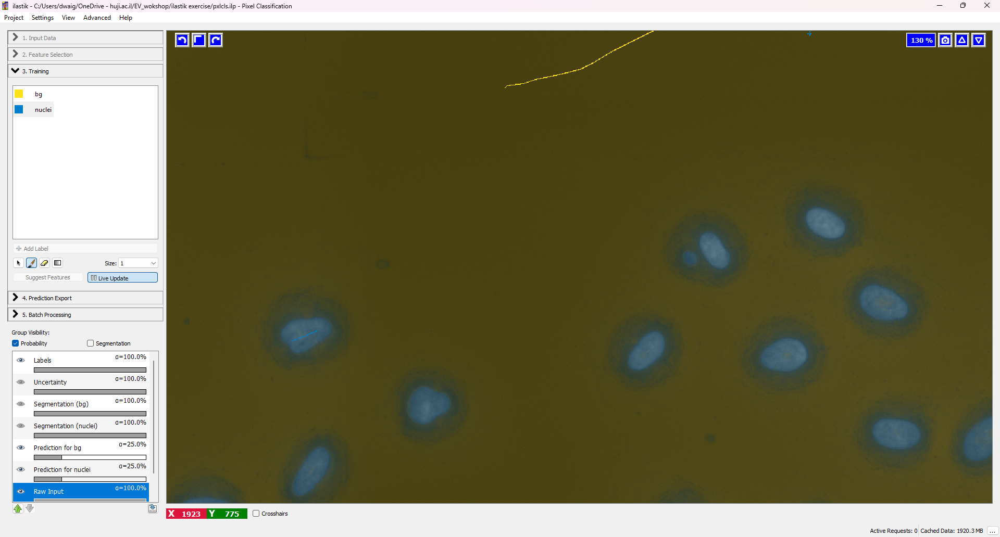 ilastik - C:/Users/dwaig/OneDrive - huji.ac.il/EV_wokshop/ilastik exercise/pxlcls.ilp - Pixel Classification
Project Settings View Advanced Help
1. Input Data
2. Feature Selection
3. Training
bg
nuclei
Add Label
Size: 1
Suggest Features Live Update
4. Prediction Export
5. Batch Processing
Group Visibility:
Probability Segmentation
Labels α=100.0%
Uncertainty α=100.0%
Segmentation (bg) α=100.0%
Segmentation (nuclei) α=100.0%
Prediction for bg α=25.0%
Prediction for nuclei α=25.0%
Raw Input α=100.0%
130 %
X 1923 Y 775 Crosshairs
Active Requests: 0 Cached Data: 1920.3 MB ...